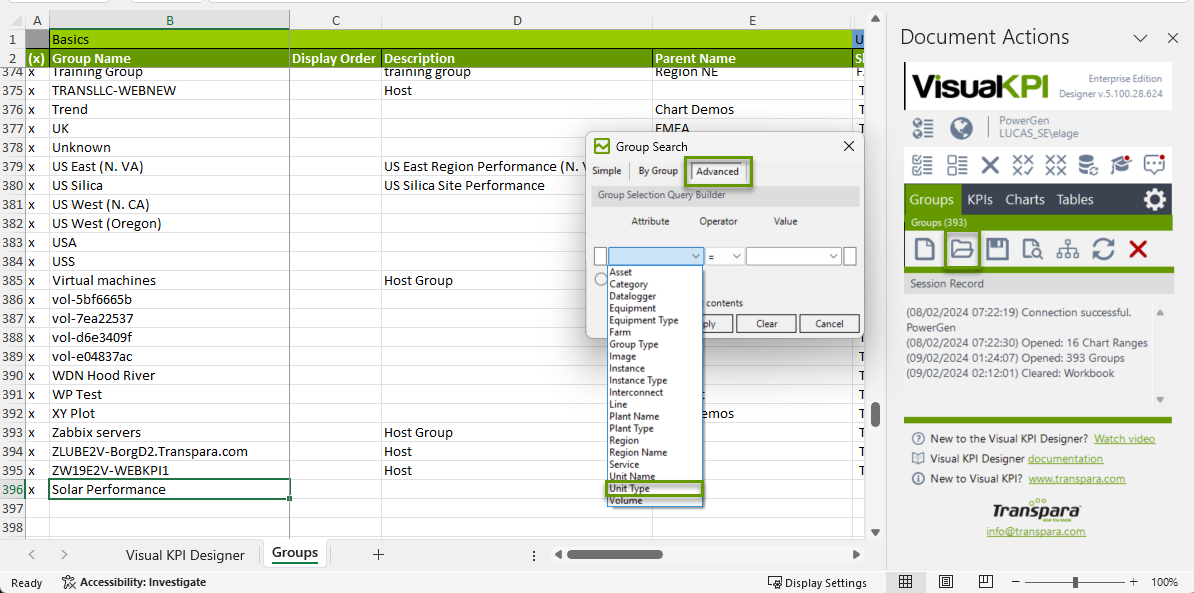 A B C D E
1 Basics U
2 (x) Group Name Display Order Description Parent Name
374 x Training Group training group Region NE
375 x TRANSLLC-WEBNEW Host T
376 x Trend Chart Demos T
377 x UK EMEA T
378 x Unknown T
379 x US East (N. VA) US East Region Performance (N. V
380 x US Silica US Silica Site Performance
381 x US West (N. CA)
382 x US West (Oregon)
383 x USA
384 x USS
385 x Virtual machines Host Group
386 x vol-5bf6665b
387 x vol-7ea22537
388 x vol-d6e3409f
389 x vol-e04837ac
390 x WDN Hood River T
391 x WP Test T
392 x XY Plot emos T
393 x Zabbix servers Host Group T
394 x ZLUBE2V-BorgD2.Transpara.com Host T
395 x ZW19E2V-WEBKPI1 Host T
396 x Solar Performance
397
398
Visual KPI Designer Groups
Ready Accessibility: Investigate Display Settings 100%
Group Search
Simple By Group Advanced
Group Selection Query Builder
Attribute Operator Value
=
contents
Clear Cancel
Asset
Category
Datalogger
Equipment
Equipment Type
Farm
Group Type
Image
Instance
Instance Type
Interconnect
Line
Plant Name
Plant Type
Region
Region Name
Service
Unit Name
Unit Type
Volume
Document Actions
VisualKPI
Enterprise Edition
Designer v.5.100.28.624
PowerGen
LUCAS_SE\elage
Groups KPIs Charts Tables
Groups (393)
Session Record
(08/02/2024 07:22:19) Connection successful.
PowerGen
(08/02/2024 07:22:30) Opened: 16 Chart Ranges
(09/02/2024 01:24:07) Opened: 393 Groups
(09/02/2024 02:12:01) Cleared: Workbook
New to the Visual KPI Designer? Watch video
Visual KPI Designer documentation
New to Visual KPI? www.transpara.com
Transpara
info@transpara.com